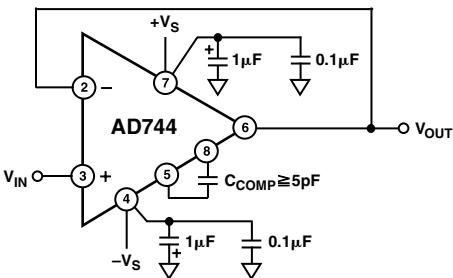 +VS
+
1µF
0.1µF
7
2
−
AD744
6
VOUT
8
VIN
3
+
5
CCOMP≧5pF
4
1µF
+
0.1µF
−VS